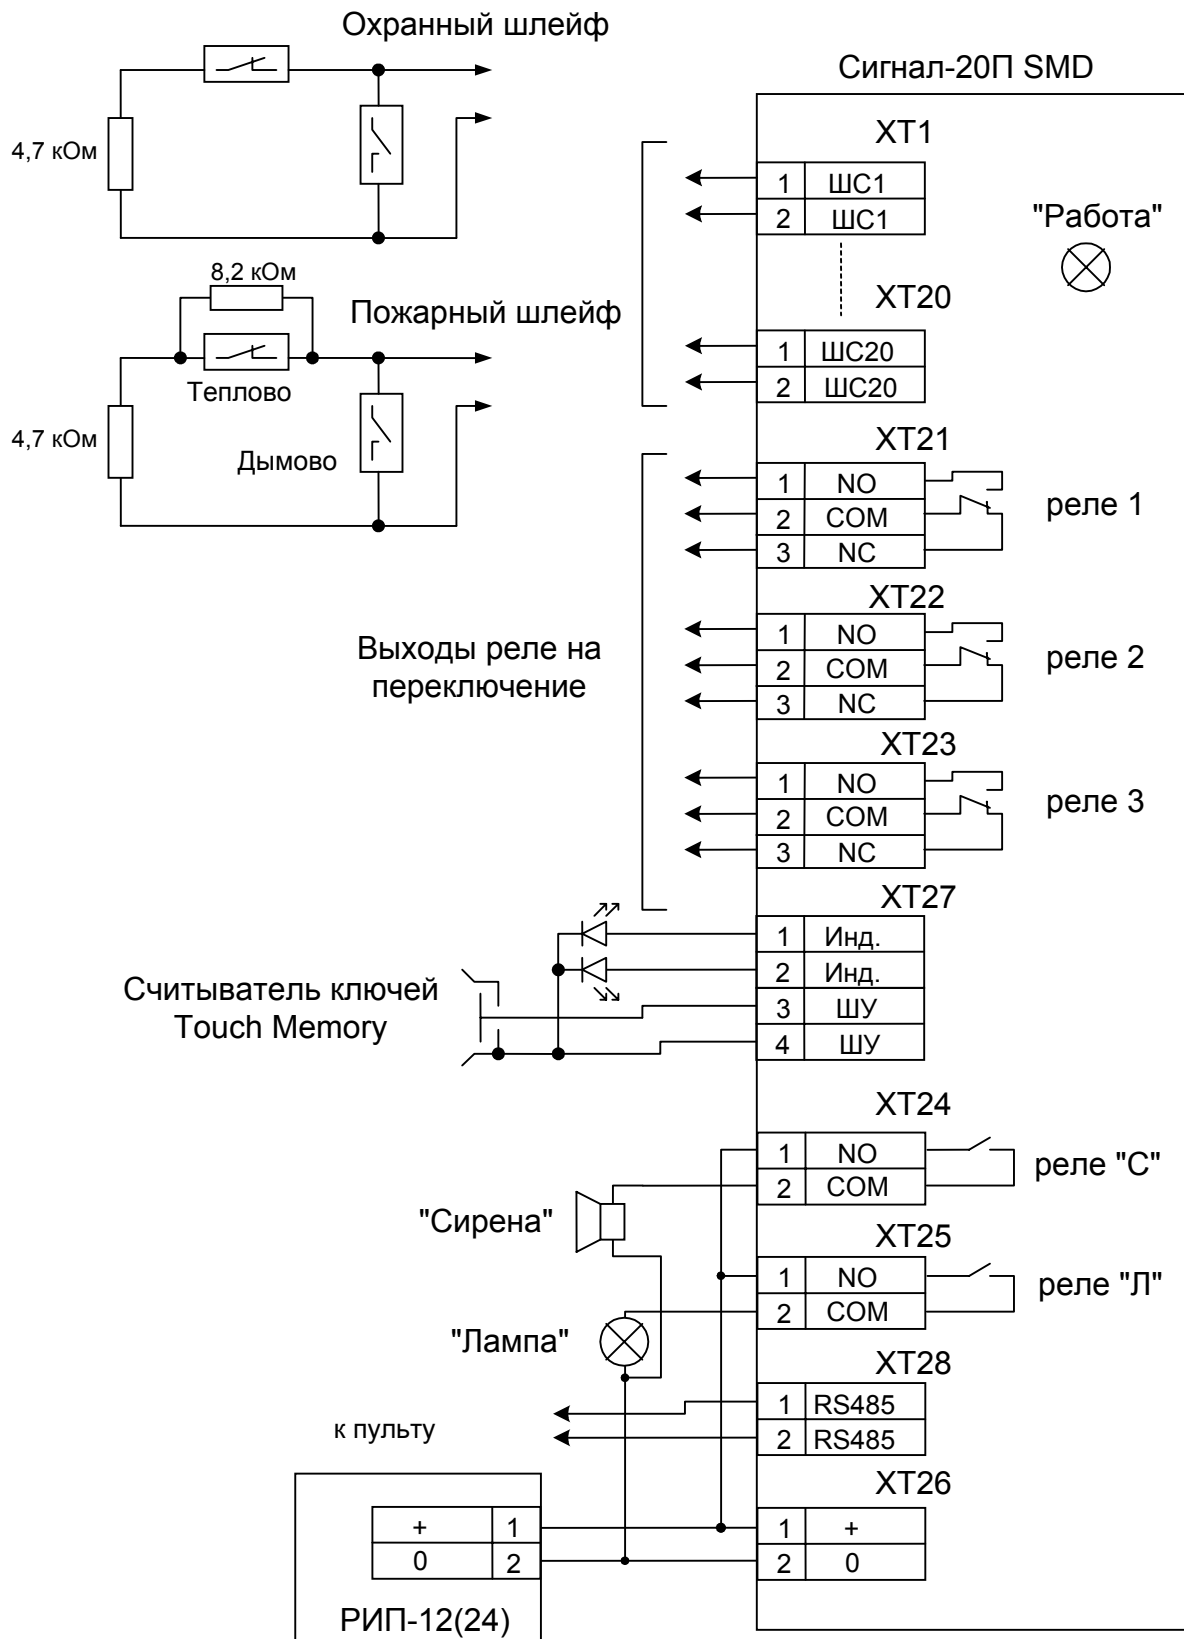 Охранный шлейф
4,7 кОм
8,2 кОм
Пожарный шлейф
Теплово
4,7 кОм
Дымово
Сигнал-20П SMD
"Работа"
XT1
1 ШС1
2 ШС1
XT20
1 ШС20
2 ШС20
XT21
1 NO
2 COM
3 NC
реле 1
XT22
1 NO
2 COM
3 NC
реле 2
Выходы реле на
переключение
XT23
1 NO
2 COM
3 NC
реле 3
XT27
1 Инд.
2 Инд.
3 ШУ
4 ШУ
Считыватель ключей
Touch Memory
XT24
1 NO
2 COM
реле "С"
"Сирена"
XT25
1 NO
2 COM
реле "Л"
"Лампа"
XT28
1 RS485
2 RS485
к пульту
XT26
1 +
2 0
+ 1
0 2
РИП-12(24)